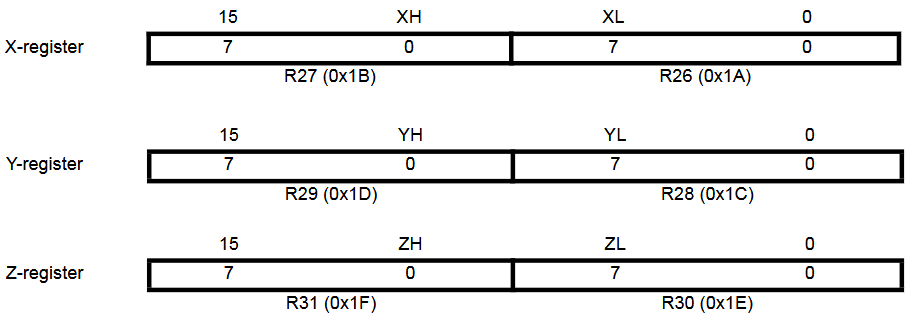 15 XH XL 0
X-register 7 0 7 0
R27 (0x1B) R26 (0x1A)
15 YH YL 0
Y-register 7 0 7 0
R29 (0x1D) R28 (0x1C)
15 ZH ZL 0
Z-register 7 0 7 0
R31 (0x1F) R30 (0x1E)